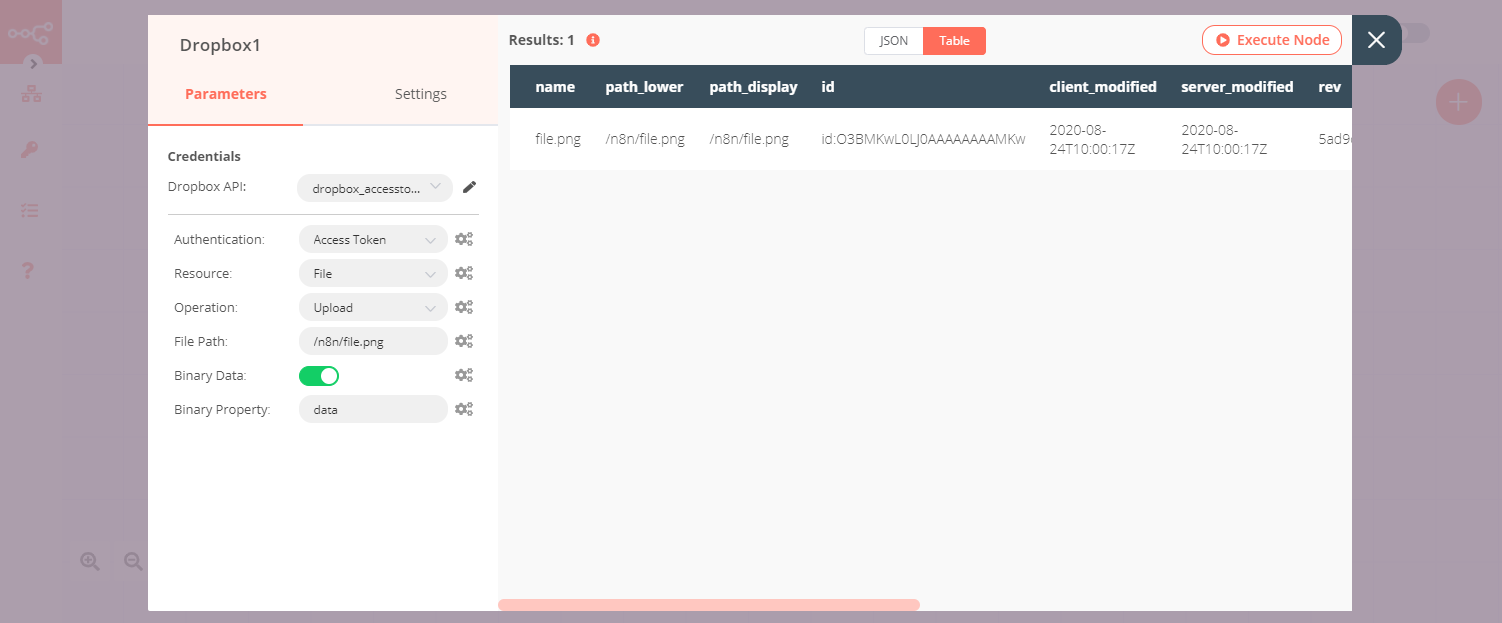 Dropbox1
Parameters
Settings
Credentials
Dropbox API:
dropbox_accessto...
Authentication:
Access Token
Resource:
File
Operation:
Upload
File Path:
/n8n/file.png
Binary Data:
Binary Property:
data
Results: 1
JSON
Table
Execute Node
name path_lower path_display id client_modified server_modified rev
file.png /n8n/file.png /n8n/file.png id:O3BMKwL0LJ0AAAAAAAAMKw 2020-08-24T10:00:17Z 2020-08-24T10:00:17Z 5ad9